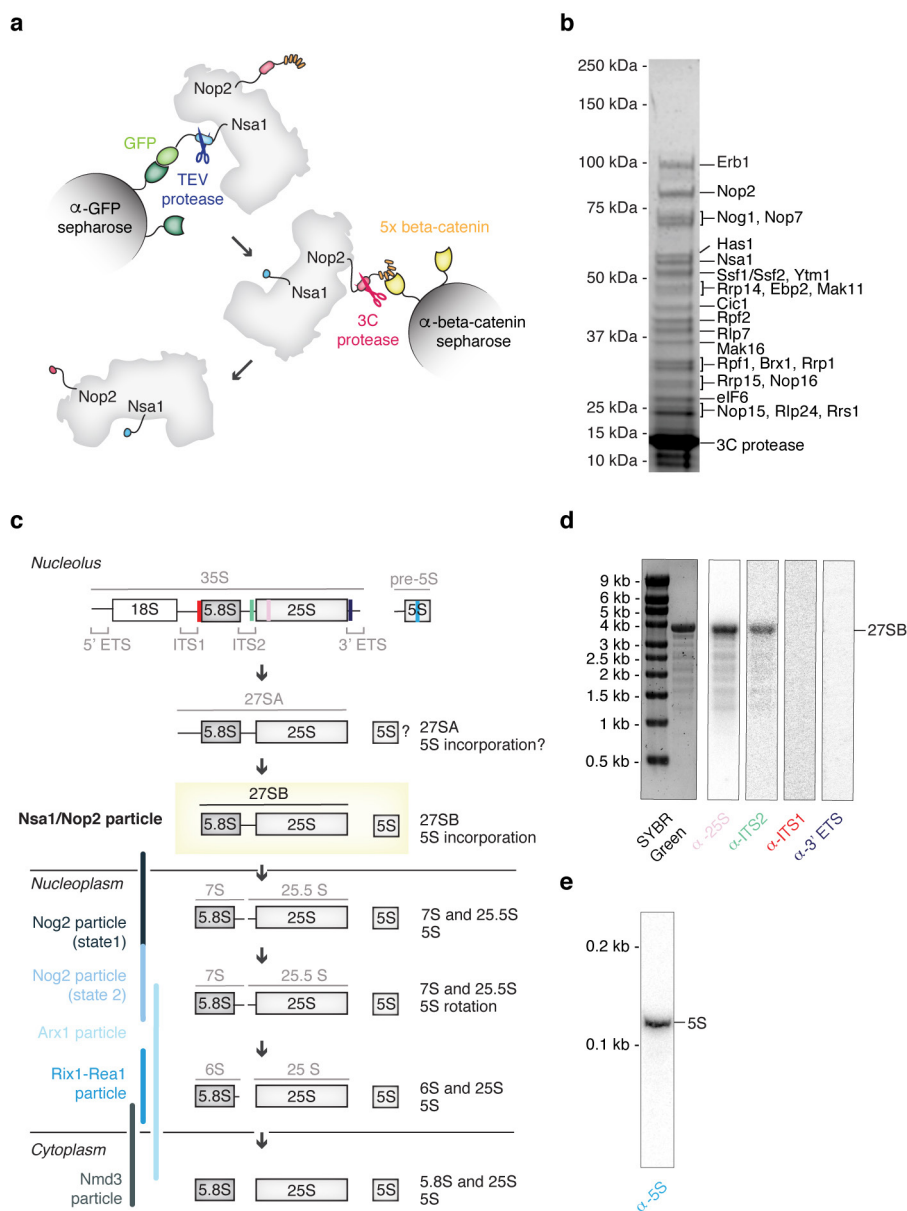 a
Nop2
Nsa1
GFP
TEV
protease
α-GFP
sepharose
5x beta-catenin
Nop2
Nsa1
3C
protease
α-beta-catenin
sepharose
Nop2
Nsa1
b
250 kDa -
150 kDa -
100 kDa -
75 kDa -
50 kDa -
37 kDa -
25 kDa -
15 kDa -
10 kDa -
Erb1
Nop2
Nog1, Nop7
Has1
Nsa1
Ssf1/Ssf2, Ytm1
Rrp14, Ebp2, Mak11
Cic1
Rpf2
Rlp7
Mak16
Rpf1, Brx1, Rrp1
Rrp15, Nop16
eIF6
Nop15, Rlp24, Rrs1
3C protease
c
Nucleolus
35S
pre-5S
18S
5.8S
25S
5S
5' ETS
ITS1
ITS2
3' ETS
27SA
5.8S
25S
5S
?
27SA
5S incorporation?
Nsa1/Nop2 particle
27SB
5.8S
25S
5S
27SB
5S incorporation
Nucleoplasm
Nog2 particle
(state1)
7S
25.5 S
5.8S
25S
5S
7S and 25.5S
5S
Nog2 particle
(state 2)
7S
25.5 S
5.8S
25S
5S
7S and 25.5S
5S rotation
Arx1 particle
Rix1-Rea1
particle
6S
25 S
5.8S
25S
5S
6S and 25S
5S
Cytoplasm
Nmd3
particle
5.8S
25S
5S
5.8S and 25S
5S
d
9 kb -
6 kb -
5 kb -
4 kb -
3 kb -
2.5 kb -
2 kb -
1.5 kb -
1 kb -
0.5 kb -
27SB
SYBR
Green
α-25S
α-ITS2
α-ITS1
α-3' ETS
e
0.2 kb -
0.1 kb -
5S
α-5S